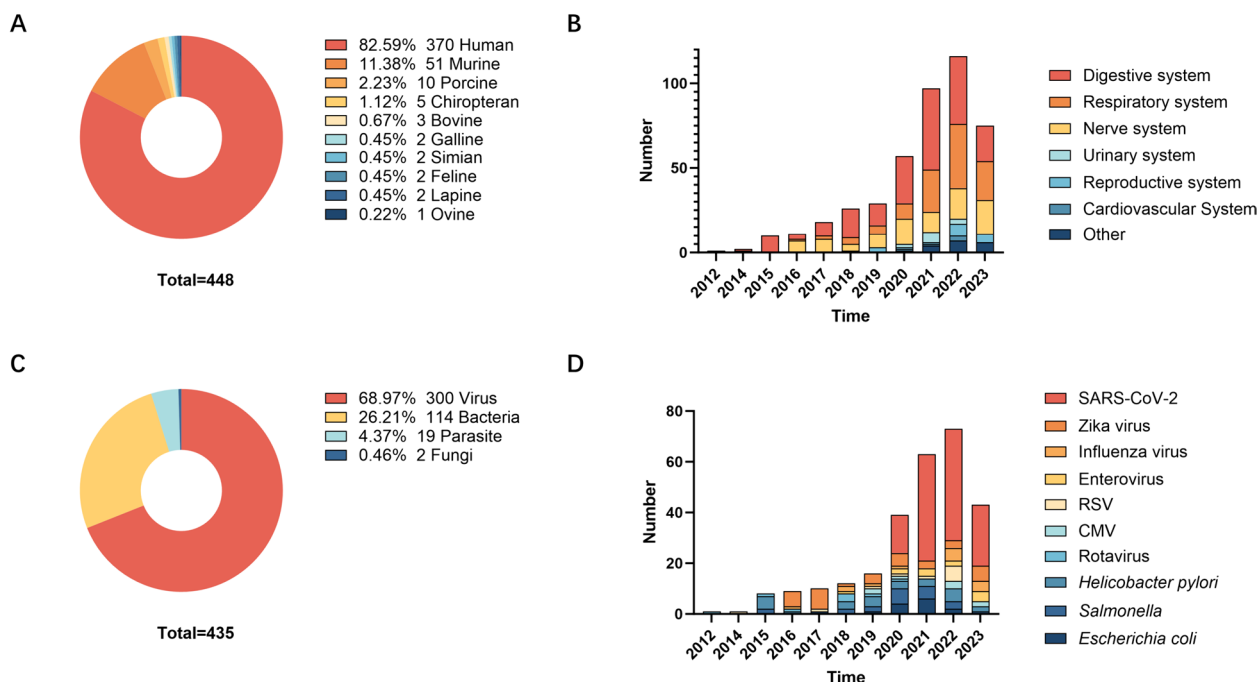 A
82.59% 370 Human
11.38% 51 Murine
2.23% 10 Porcine
1.12% 5 Chiropteran
0.67% 3 Bovine
0.45% 2 Galline
0.45% 2 Simian
0.45% 2 Feline
0.45% 2 Lapine
0.22% 1 Ovine
Total=448
B
Number
100
50
0
2012 2014 2015 2016 2017 2018 2019 2020 2021 2022 2023
Time
Digestive system
Respiratory system
Nerve system
Urinary system
Reproductive system
Cardiovascular System
Other
C
68.97% 300 Virus
26.21% 114 Bacteria
4.37% 19 Parasite
0.46% 2 Fungi
Total=435
D
Number
80
60
40
20
0
2012 2014 2015 2016 2017 2018 2019 2020 2021 2022 2023
Time
SARS-CoV-2
Zika virus
Influenza virus
Enterovirus
RSV
CMV
Rotavirus
Helicobacter pylori
Salmonella
Escherichia coli